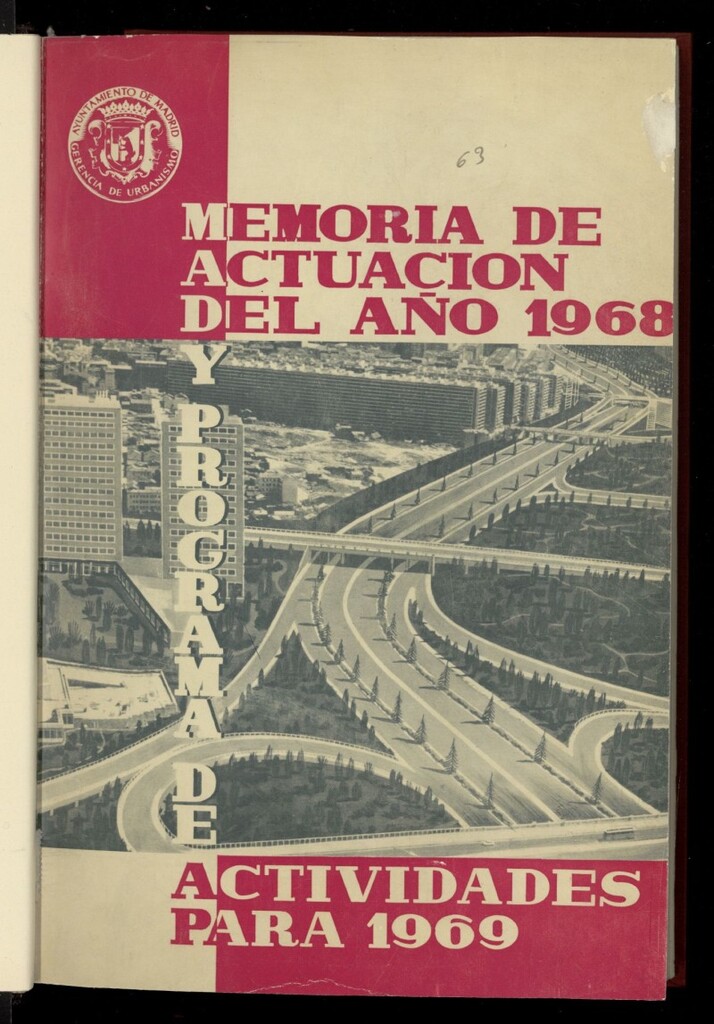 AYUNTAMIENTO DE MADRID
GERENCIA DE URBANISMO
63
MEMORIA DE
ACTUACION
DEL AÑO 1968
Y PROGRAMA DE
ACTIVIDADES
PARA 1969